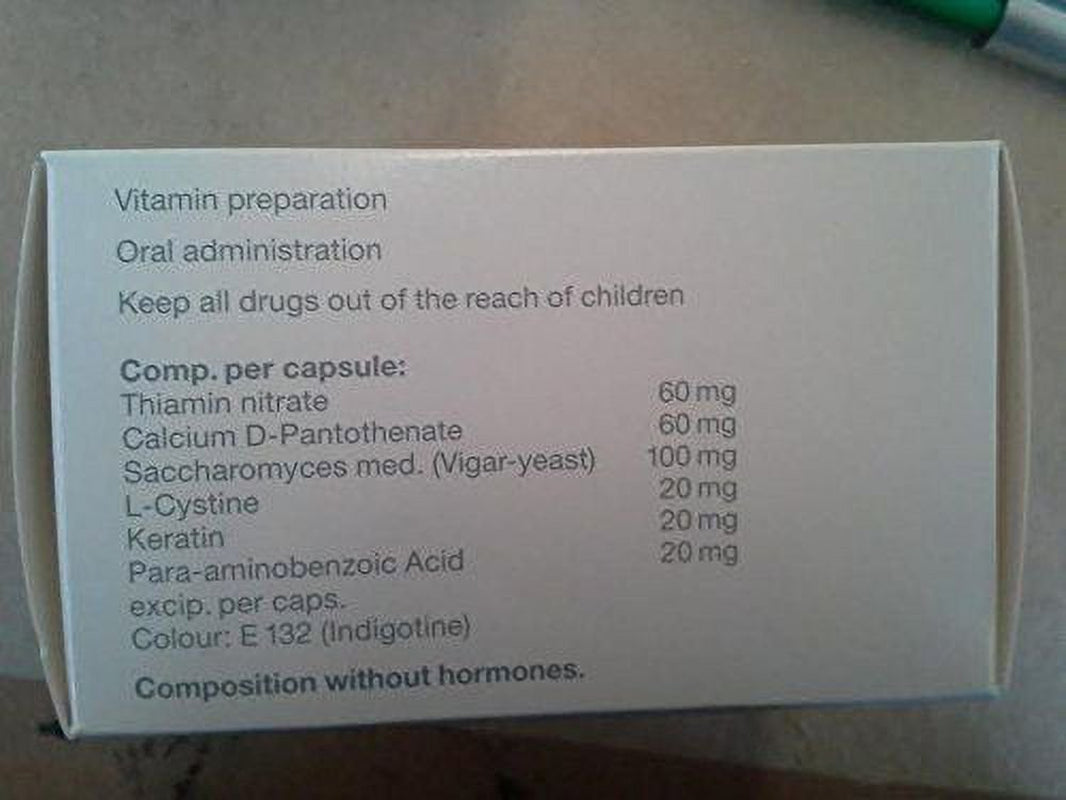 Vitamin preparation
Oral administration
Keep all drugs out of the reach of children
Comp. per capsule:
Thiamin nitrate 60 mg
Calcium D-Pantothenate 60 mg
Saccharomyces med. (Vigar-yeast) 100 mg
L-Cystine 20 mg
Keratin 20 mg
Para-aminobenzoic Acid 20 mg
excip. per caps.
Colour: E 132 (Indigotine)
Composition without hormones.